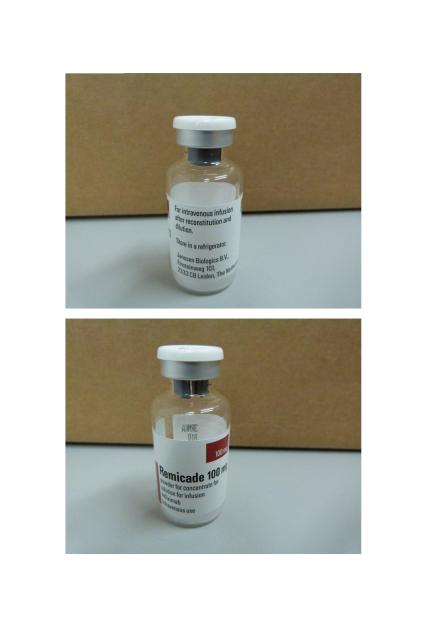 For intravenous infusion
after reconstitution and
dilution.
Store in a refrigerator.
Janssen Biologics B.V.,
Einsteinweg 101,
2333 CB Leiden, The
100 mg
Remicade 100 mg
powder for concentrate for
solution for infusion
infliximab
intravenous use